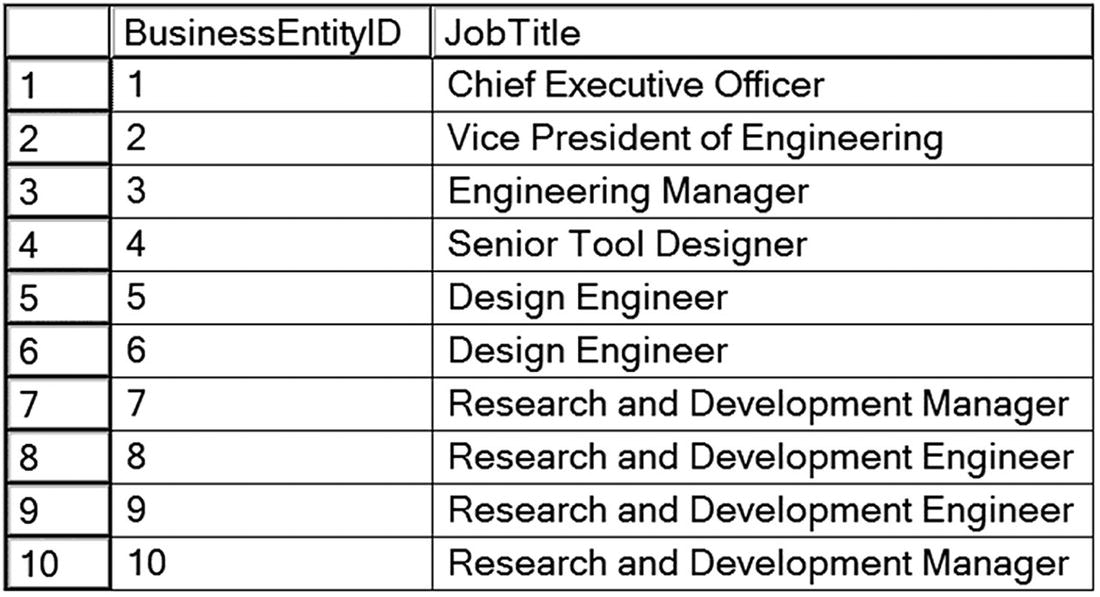 BusinessEntityID JobTitle
1 1 Chief Executive Officer
2 2 Vice President of Engineering
3 3 Engineering Manager
4 4 Senior Tool Designer
5 5 Design Engineer
6 6 Design Engineer
7 7 Research and Development Manager
8 8 Research and Development Engineer
9 9 Research and Development Engineer
10 10 Research and Development Manager